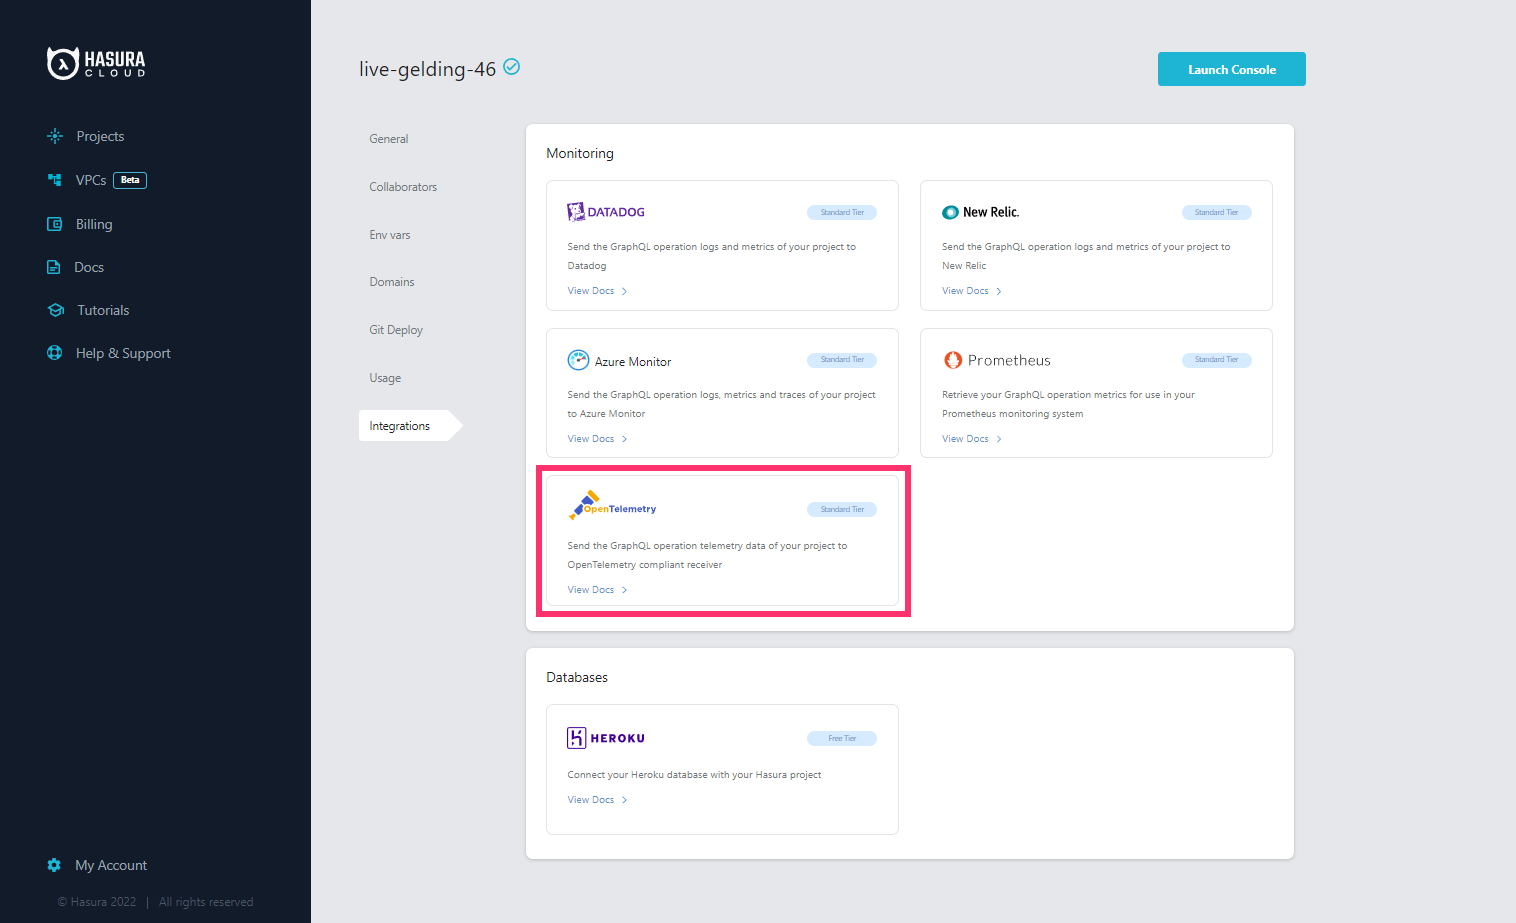 HASURA
CLOUD
Projects
VPCs Beta
Billing
Docs
Tutorials
Help & Support
My Account
© Hasura 2022 | All rights reserved
live-gelding-46
Launch Console
General
Collaborators
Env vars
Domains
Git Deploy
Usage
Integrations
Monitoring
DATADOG
Standard Tier
Send the GraphQL operation logs and metrics of your project to
Datadog
View Docs
New Relic.
Standard Tier
Send the GraphQL operation logs and metrics of your project to
New Relic
View Docs
Azure Monitor
Standard Tier
Send the GraphQL operation logs, metrics and traces of your project
to Azure Monitor
View Docs
Prometheus
Standard Tier
Retrieve your GraphQL operation metrics for use in your
Prometheus monitoring system
View Docs
OpenTelemetry
Standard Tier
Send the GraphQL operation telemetry data of your project to
OpenTelemetry compliant receiver
View Docs
Databases
HEROKU
Free Tier
Connect your Heroku database with your Hasura project
View Docs